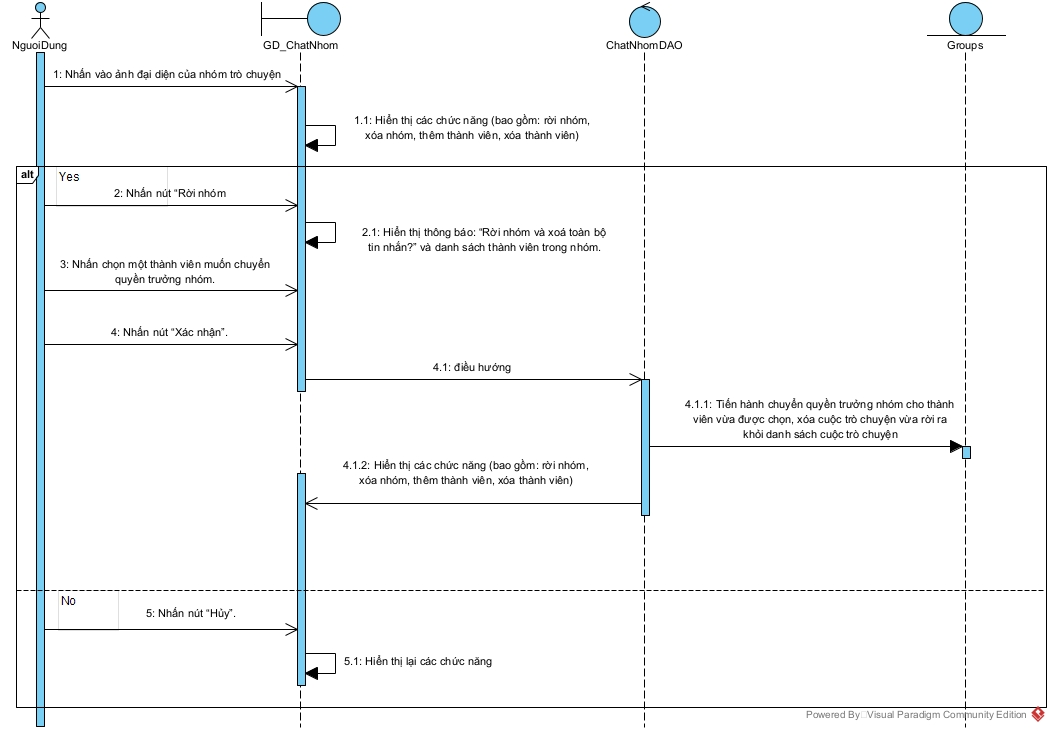 NguoiDung
GD_ChatNhom
ChatNhomDAO
Groups
1: Nhấn vào ảnh đại diện của nhóm trò chuyện
1.1: Hiển thị các chức năng (bao gồm: rời nhóm,
xóa nhóm, thêm thành viên, xóa thành viên)
alt
Yes
2: Nhấn nút “Rời nhóm
2.1: Hiển thị thông báo: “Rời nhóm và xoá toàn bộ
tin nhắn?” và danh sách thành viên trong nhóm.
3: Nhấn chọn một thành viên muốn chuyển
quyền trưởng nhóm.
4: Nhấn nút “Xác nhận”.
4.1: điều hướng
4.1.1: Tiến hành chuyển quyền trưởng nhóm cho thành
viên vừa được chọn, xóa cuộc trò chuyện vừa rời ra
khỏi danh sách cuộc trò chuyện
4.1.2: Hiển thị các chức năng (bao gồm: rời nhóm,
xóa nhóm, thêm thành viên, xóa thành viên)
No
5: Nhấn nút “Hủy”.
5.1: Hiển thị lại các chức năng
Powered By Visual Paradigm Community Edition